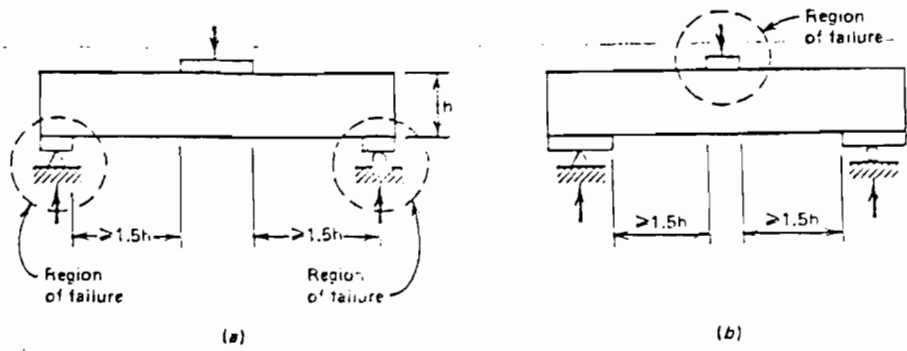 h
≥1.5h
≥1.5h
Region
of failure
Region
of failure
(a)
Region
of failure
≥1.5h
≥1.5h
(b)